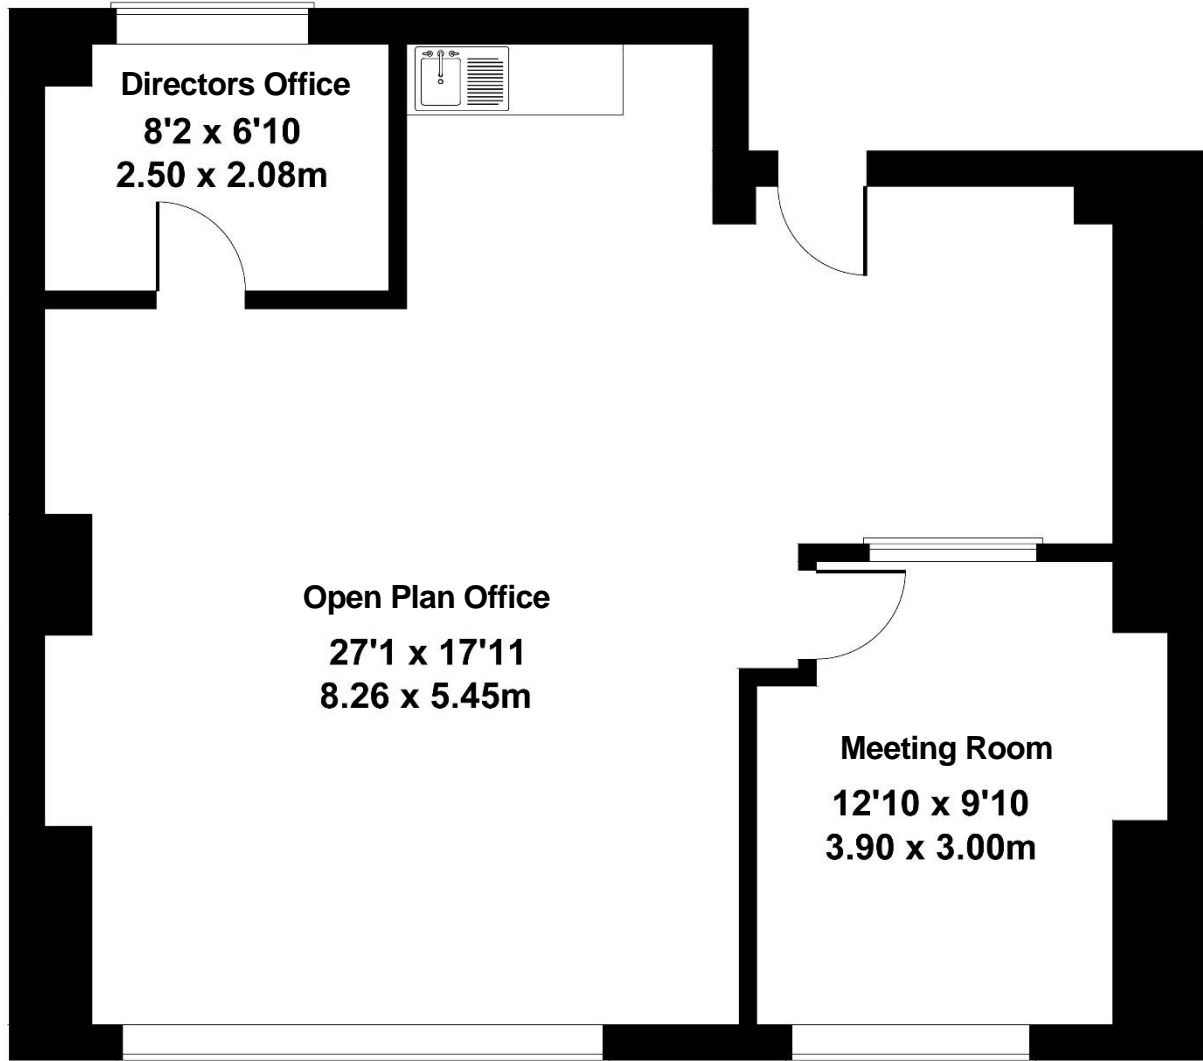 Directors Office
8'2 x 6'10
2.50 x 2.08m
Open Plan Office
27'1 x 17'11
8.26 x 5.45m
Meeting Room
12'10 x 9'10
3.90 x 3.00m